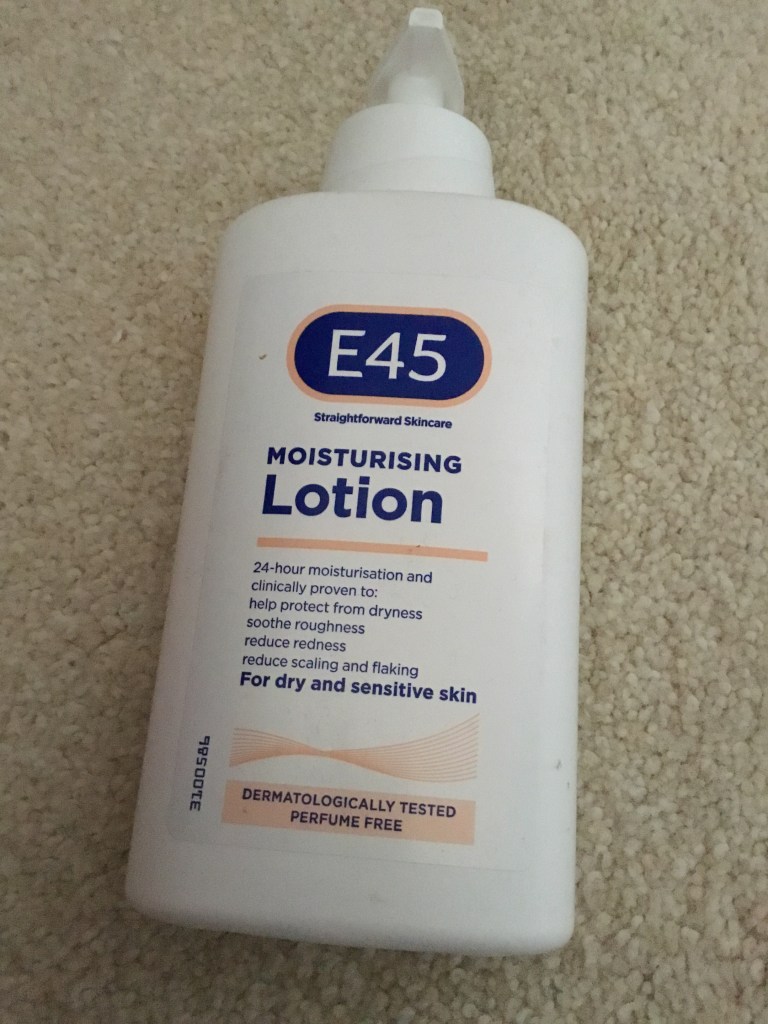 E45
Straightforward Skincare
MOISTURISING
Lotion
24-hour moisturisation and
clinically proven to:
help protect from dryness
soothe roughness
reduce redness
reduce scaling and flaking
For dry and sensitive skin
3100586
DERMATOLOGICALLY TESTED
PERFUME FREE